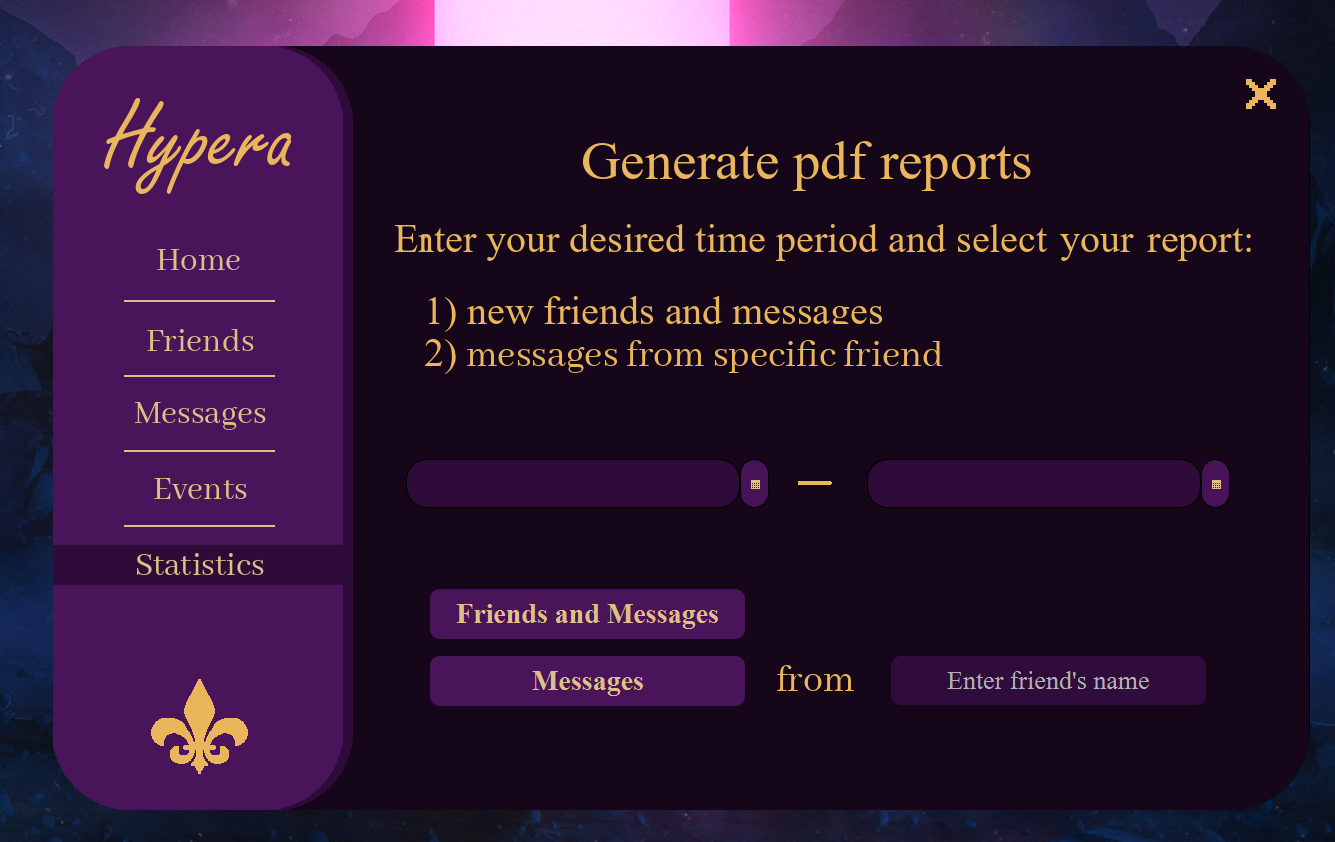 Hypera
Home
Friends
Messages
Events
Statistics
Generate pdf reports
Enter your desired time period and select your report:
1) new friends and messages
2) messages from specific friend
—
Friends and Messages
Messages
from
Enter friend's name